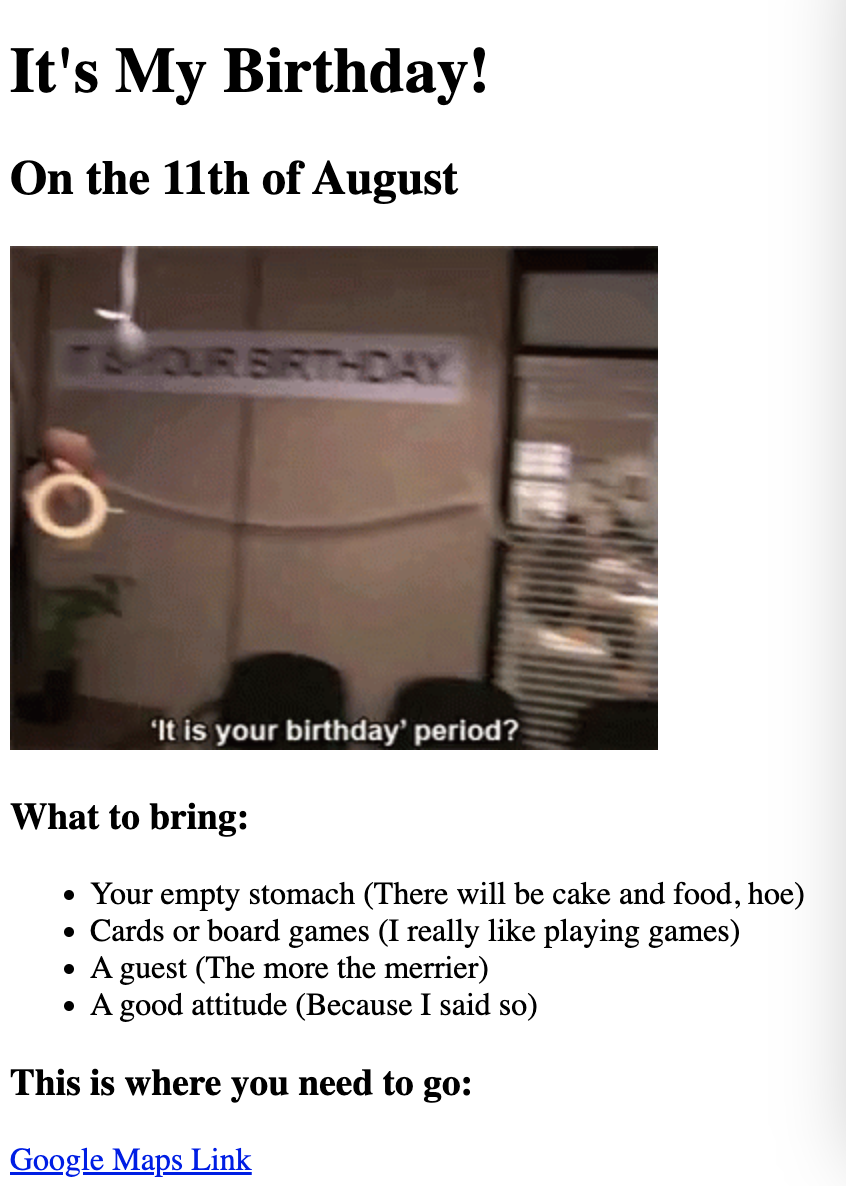 It's My Birthday!
On the 11th of August
IT IS YOUR BIRTHDAY.
‘It is your birthday’ period?
What to bring:
Your empty stomach (There will be cake and food, hoe)
Cards or board games (I really like playing games)
A guest (The more the merrier)
A good attitude (Because I said so)
This is where you need to go:
Google Maps Link